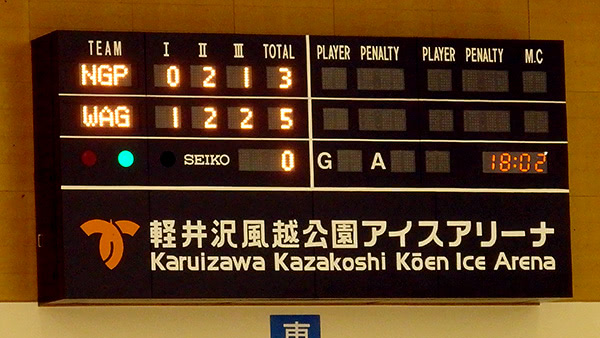 TEAM I II III TOTAL PLAYER PENALTY PLAYER PENALTY M.C
NGP 0 2 1 3
WAG 1 2 2 5
SEIKO 0 G A 18:02
軽井沢風越公園アイスアリーナ
Karuizawa Kazakoshi Kōen Ice Arena
東